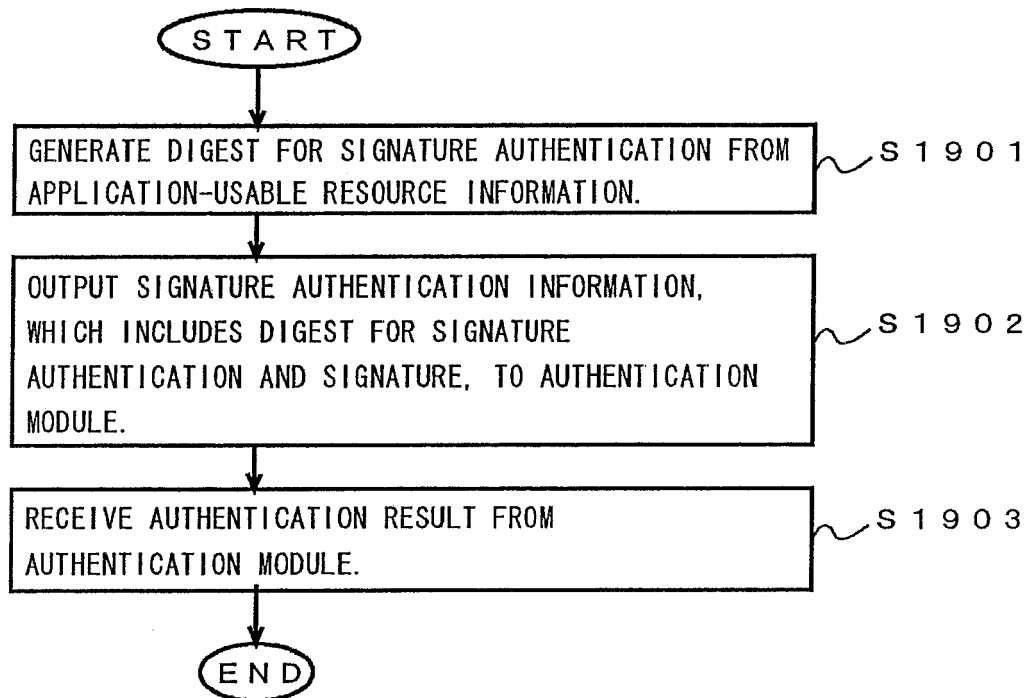 START
GENERATE DIGEST FOR SIGNATURE AUTHENTICATION FROM
APPLICATION-USABLE RESOURCE INFORMATION.
S1901
OUTPUT SIGNATURE AUTHENTICATION INFORMATION,
WHICH INCLUDES DIGEST FOR SIGNATURE
AUTHENTICATION AND SIGNATURE, TO AUTHENTICATION
MODULE.
S1902
RECEIVE AUTHENTICATION RESULT FROM
AUTHENTICATION MODULE.
S1903
END